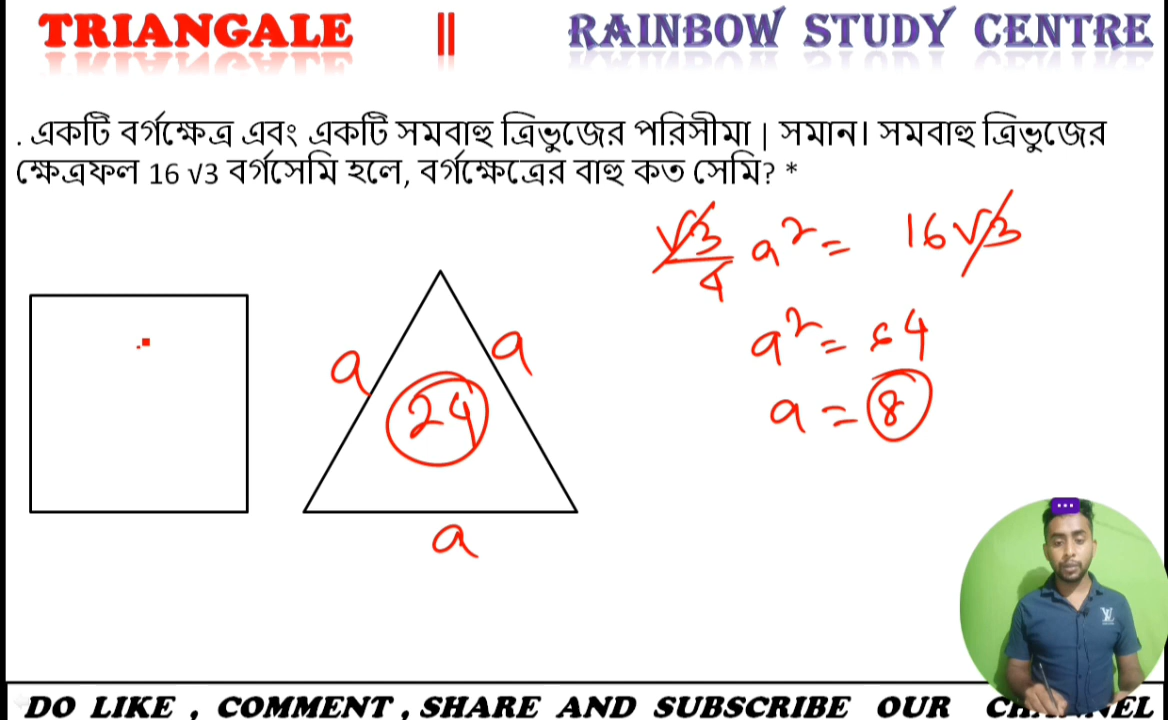 TRIANGALE || RAINBOW STUDY CENTRE
. একটি বর্গক্ষেত্র এবং একটি সমবাহু ত্রিভুজের পরিসীমা | সমান। সমবাহু ত্রিভুজের
ক্ষেত্রফল 16 √3 বর্গসেমি হলে, বর্গক্ষেত্রের বাহু কত সেমি? *
√3/4 a² = 16√3
a² = 64
a = 8
a
a
24
a
DO LIKE , COMMENT , SHARE AND SUBSCRIBE OUR